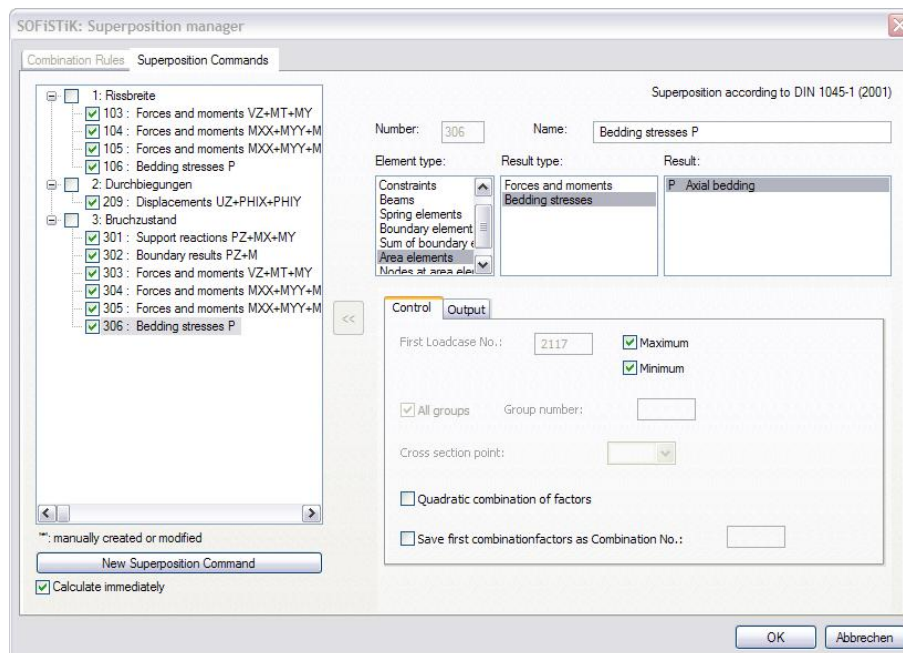 SOFiSTiK: Superposition manager
Combination Rules
Superposition Commands
1: Rissbreite
103 : Forces and moments VZ+MT+MY
104 : Forces and moments MXX+MYY+M
105 : Forces and moments MXX+MYY+M
106 : Bedding stresses P
2: Durchbiegungen
209 : Displacements UZ+PHIX+PHIY
3: Bruchzustand
301 : Support reactions PZ+MX+MY
302 : Boundary results PZ+M
303 : Forces and moments VZ+MT+MY
304 : Forces and moments MXX+MYY+M
305 : Forces and moments MXX+MYY+M
306 : Bedding stresses P
"*": manually created or modified
New Superposition Command
Calculate immediately
<<
Superposition according to DIN 1045-1 (2001)
Number: 306 Name: Bedding stresses P
Element type:
Constraints
Beams
Spring elements
Boundary element
Sum of boundary e
Area elements
Nodes at area ele
Result type:
Forces and moments
Bedding stresses
Result:
P Axial bedding
Control Output
First Loadcase No.: 2117
Maximum
Minimum
All groups Group number:
Cross section point:
Quadratic combination of factors
Save first combinationfactors as Combination No.:
OK Abbrechen